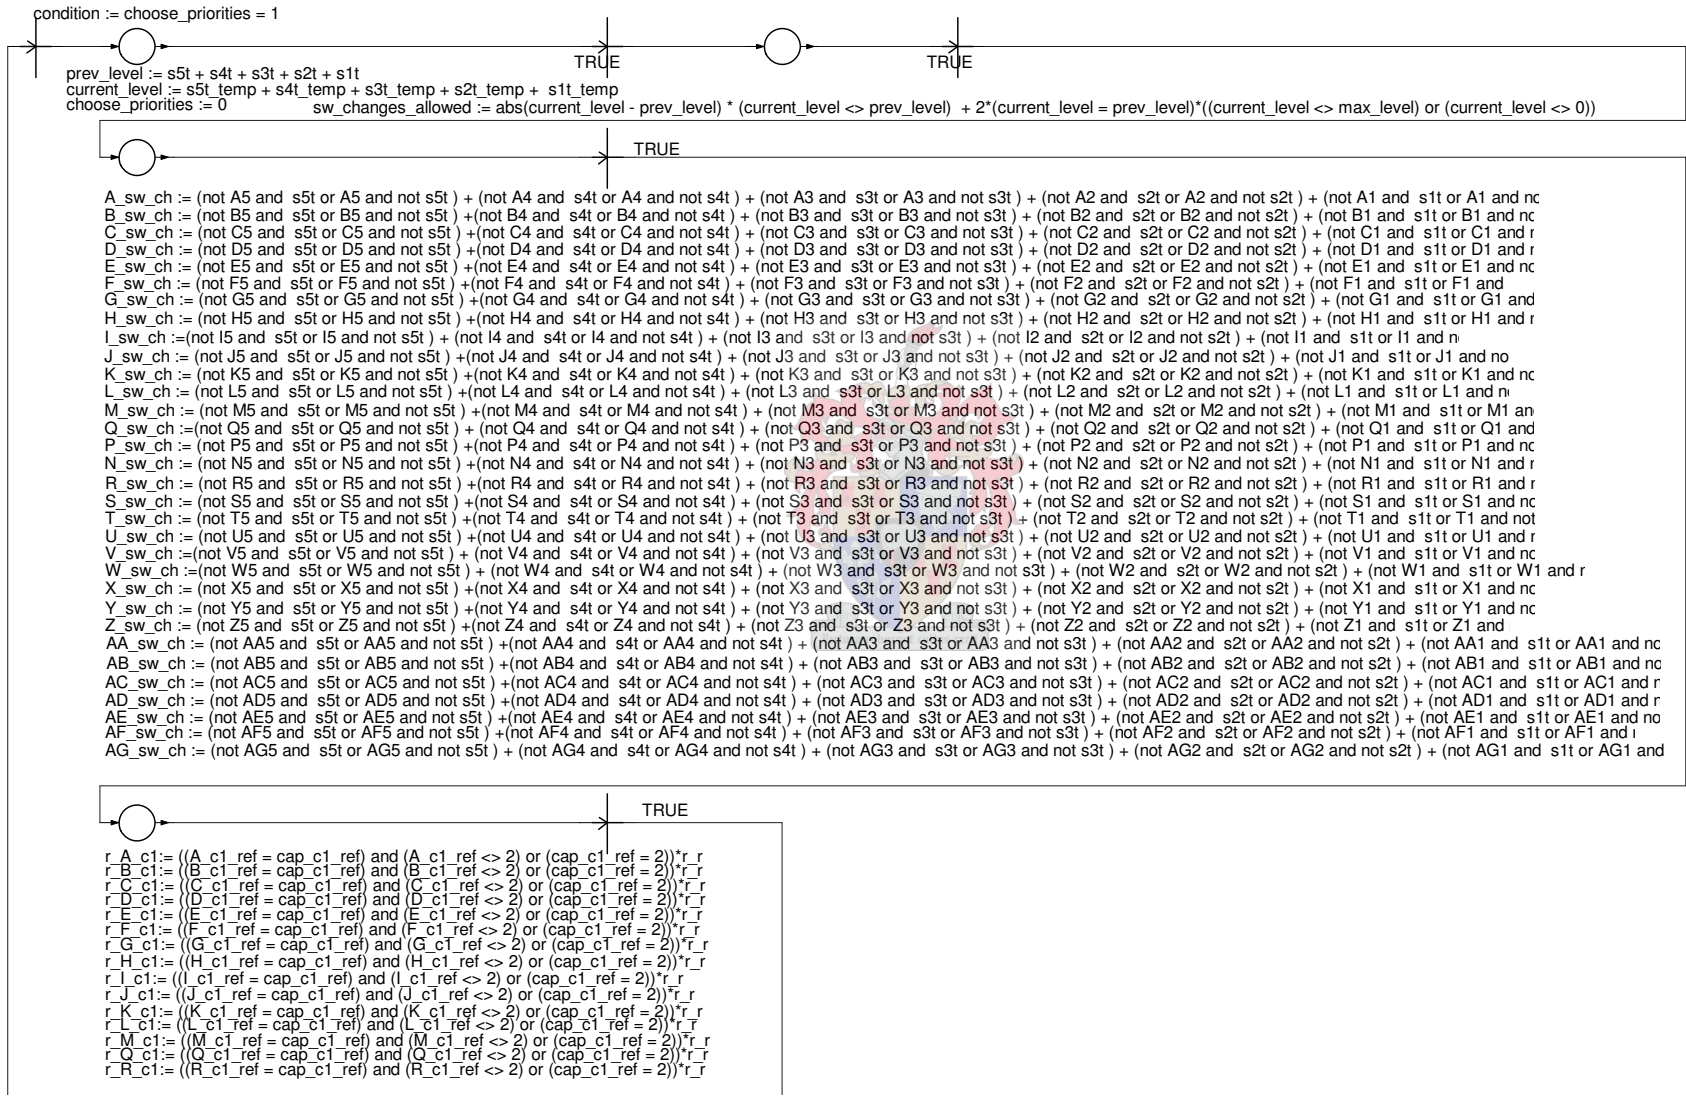 condition := choose_priorities = 1
TRUE
TRUE
prev_level := s5t + s4t + s3t + s2t + s1t
current_level := s5t_temp + s4t_temp + s3t_temp + s2t_temp + s1t_temp
choose_priorities := 0
sw_changes_allowed := abs(current_level - prev_level) * (current_level <> prev_level) + 2*(current_level = prev_level)*((current_level <> max_level) or (current_level <> 0))
TRUE
A_sw_ch := (not A5 and s5t or A5 and not s5t ) + (not A4 and s4t or A4 and not s4t ) + (not A3 and s3t or A3 and not s3t ) + (not A2 and s2t or A2 and not s2t ) + (not A1 and s1t or A1 and nc
B_sw_ch := (not B5 and s5t or B5 and not s5t ) +(not B4 and s4t or B4 and not s4t ) + (not B3 and s3t or B3 and not s3t ) + (not B2 and s2t or B2 and not s2t ) + (not B1 and s1t or B1 and nc
C_sw_ch := (not C5 and s5t or C5 and not s5t ) +(not C4 and s4t or C4 and not s4t ) + (not C3 and s3t or C3 and not s3t ) + (not C2 and s2t or C2 and not s2t ) + (not C1 and s1t or C1 and r
D_sw_ch := (not D5 and s5t or D5 and not s5t ) +(not D4 and s4t or D4 and not s4t ) + (not D3 and s3t or D3 and not s3t ) + (not D2 and s2t or D2 and not s2t ) + (not D1 and s1t or D1 and r
E_sw_ch := (not E5 and s5t or E5 and not s5t ) +(not E4 and s4t or E4 and not s4t ) + (not E3 and s3t or E3 and not s3t ) + (not E2 and s2t or E2 and not s2t ) + (not E1 and s1t or E1 and nc
F_sw_ch := (not F5 and s5t or F5 and not s5t ) +(not F4 and s4t or F4 and not s4t ) + (not F3 and s3t or F3 and not s3t ) + (not F2 and s2t or F2 and not s2t ) + (not F1 and s1t or F1 and
G_sw_ch := (not G5 and s5t or G5 and not s5t ) +(not G4 and s4t or G4 and not s4t ) + (not G3 and s3t or G3 and not s3t ) + (not G2 and s2t or G2 and not s2t ) + (not G1 and s1t or G1 and
H_sw_ch := (not H5 and s5t or H5 and not s5t ) +(not H4 and s4t or H4 and not s4t ) + (not H3 and s3t or H3 and not s3t ) + (not H2 and s2t or H2 and not s2t ) + (not H1 and s1t or H1 and r
I_sw_ch :=(not I5 and s5t or I5 and not s5t ) + (not I4 and s4t or I4 and not s4t ) + (not I3 and s3t or I3 and not s3t ) + (not I2 and s2t or I2 and not s2t ) + (not I1 and s1t or I1 and n
J_sw_ch := (not J5 and s5t or J5 and not s5t ) +(not J4 and s4t or J4 and not s4t ) + (not J3 and s3t or J3 and not s3t ) + (not J2 and s2t or J2 and not s2t ) + (not J1 and s1t or J1 and no
K_sw_ch := (not K5 and s5t or K5 and not s5t ) +(not K4 and s4t or K4 and not s4t ) + (not K3 and s3t or K3 and not s3t ) + (not K2 and s2t or K2 and not s2t ) + (not K1 and s1t or K1 and nc
L_sw_ch := (not L5 and s5t or L5 and not s5t ) +(not L4 and s4t or L4 and not s4t ) + (not L3 and s3t or L3 and not s3t ) + (not L2 and s2t or L2 and not s2t ) + (not L1 and s1t or L1 and n
M_sw_ch := (not M5 and s5t or M5 and not s5t ) +(not M4 and s4t or M4 and not s4t ) + (not M3 and s3t or M3 and not s3t ) + (not M2 and s2t or M2 and not s2t ) + (not M1 and s1t or M1 an
Q_sw_ch :=(not Q5 and s5t or Q5 and not s5t ) + (not Q4 and s4t or Q4 and not s4t ) + (not Q3 and s3t or Q3 and not s3t ) + (not Q2 and s2t or Q2 and not s2t ) + (not Q1 and s1t or Q1 and
P_sw_ch := (not P5 and s5t or P5 and not s5t ) +(not P4 and s4t or P4 and not s4t ) + (not P3 and s3t or P3 and not s3t ) + (not P2 and s2t or P2 and not s2t ) + (not P1 and s1t or P1 and nc
N_sw_ch := (not N5 and s5t or N5 and not s5t ) +(not N4 and s4t or N4 and not s4t ) + (not N3 and s3t or N3 and not s3t ) + (not N2 and s2t or N2 and not s2t ) + (not N1 and s1t or N1 and r
R_sw_ch := (not R5 and s5t or R5 and not s5t ) +(not R4 and s4t or R4 and not s4t ) + (not R3 and s3t or R3 and not s3t ) + (not R2 and s2t or R2 and not s2t ) + (not R1 and s1t or R1 and r
S_sw_ch := (not S5 and s5t or S5 and not s5t ) +(not S4 and s4t or S4 and not s4t ) + (not S3 and s3t or S3 and not s3t ) + (not S2 and s2t or S2 and not s2t ) + (not S1 and s1t or S1 and nc
T_sw_ch := (not T5 and s5t or T5 and not s5t ) +(not T4 and s4t or T4 and not s4t ) + (not T3 and s3t or T3 and not s3t ) + (not T2 and s2t or T2 and not s2t ) + (not T1 and s1t or T1 and not
U_sw_ch := (not U5 and s5t or U5 and not s5t ) +(not U4 and s4t or U4 and not s4t ) + (not U3 and s3t or U3 and not s3t ) + (not U2 and s2t or U2 and not s2t ) + (not U1 and s1t or U1 and r
V_sw_ch :=(not V5 and s5t or V5 and not s5t ) + (not V4 and s4t or V4 and not s4t ) + (not V3 and s3t or V3 and not s3t ) + (not V2 and s2t or V2 and not s2t ) + (not V1 and s1t or V1 and nc
W_sw_ch :=(not W5 and s5t or W5 and not s5t ) + (not W4 and s4t or W4 and not s4t ) + (not W3 and s3t or W3 and not s3t ) + (not W2 and s2t or W2 and not s2t ) + (not W1 and s1t or W1 and r
X_sw_ch := (not X5 and s5t or X5 and not s5t ) +(not X4 and s4t or X4 and not s4t ) + (not X3 and s3t or X3 and not s3t ) + (not X2 and s2t or X2 and not s2t ) + (not X1 and s1t or X1 and nc
Y_sw_ch := (not Y5 and s5t or Y5 and not s5t ) +(not Y4 and s4t or Y4 and not s4t ) + (not Y3 and s3t or Y3 and not s3t ) + (not Y2 and s2t or Y2 and not s2t ) + (not Y1 and s1t or Y1 and nc
Z_sw_ch := (not Z5 and s5t or Z5 and not s5t ) +(not Z4 and s4t or Z4 and not s4t ) + (not Z3 and s3t or Z3 and not s3t ) + (not Z2 and s2t or Z2 and not s2t ) + (not Z1 and s1t or Z1 and
AA_sw_ch := (not AA5 and s5t or AA5 and not s5t ) +(not AA4 and s4t or AA4 and not s4t ) + (not AA3 and s3t or AA3 and not s3t ) + (not AA2 and s2t or AA2 and not s2t ) + (not AA1 and s1t or AA1 and nc
AB_sw_ch := (not AB5 and s5t or AB5 and not s5t ) +(not AB4 and s4t or AB4 and not s4t ) + (not AB3 and s3t or AB3 and not s3t ) + (not AB2 and s2t or AB2 and not s2t ) + (not AB1 and s1t or AB1 and nc
AC_sw_ch := (not AC5 and s5t or AC5 and not s5t ) +(not AC4 and s4t or AC4 and not s4t ) + (not AC3 and s3t or AC3 and not s3t ) + (not AC2 and s2t or AC2 and not s2t ) + (not AC1 and s1t or AC1 and n
AD_sw_ch := (not AD5 and s5t or AD5 and not s5t ) +(not AD4 and s4t or AD4 and not s4t ) + (not AD3 and s3t or AD3 and not s3t ) + (not AD2 and s2t or AD2 and not s2t ) + (not AD1 and s1t or AD1 and n
AE_sw_ch := (not AE5 and s5t or AE5 and not s5t ) +(not AE4 and s4t or AE4 and not s4t ) + (not AE3 and s3t or AE3 and not s3t ) + (not AE2 and s2t or AE2 and not s2t ) + (not AE1 and s1t or AE1 and no
AF_sw_ch := (not AF5 and s5t or AF5 and not s5t ) +(not AF4 and s4t or AF4 and not s4t ) + (not AF3 and s3t or AF3 and not s3t ) + (not AF2 and s2t or AF2 and not s2t ) + (not AF1 and s1t or AF1 and
AG_sw_ch := (not AG5 and s5t or AG5 and not s5t ) + (not AG4 and s4t or AG4 and not s4t ) + (not AG3 and s3t or AG3 and not s3t ) + (not AG2 and s2t or AG2 and not s2t ) + (not AG1 and s1t or AG1 and
TRUE
r_A_c1:= ((A_c1_ref = cap_c1_ref) and (A_c1_ref <> 2) or (cap_c1_ref = 2))*r_r
r_B_c1:= ((B_c1_ref = cap_c1_ref) and (B_c1_ref <> 2) or (cap_c1_ref = 2))*r_r
r_C_c1:= ((C_c1_ref = cap_c1_ref) and (C_c1_ref <> 2) or (cap_c1_ref = 2))*r_r
r_D_c1:= ((D_c1_ref = cap_c1_ref) and (D_c1_ref <> 2) or (cap_c1_ref = 2))*r_r
r_E_c1:= ((E_c1_ref = cap_c1_ref) and (E_c1_ref <> 2) or (cap_c1_ref = 2))*r_r
r_F_c1:= ((F_c1_ref = cap_c1_ref) and (F_c1_ref <> 2) or (cap_c1_ref = 2))*r_r
r_G_c1:= ((G_c1_ref = cap_c1_ref) and (G_c1_ref <> 2) or (cap_c1_ref = 2))*r_r
r_H_c1:= ((H_c1_ref = cap_c1_ref) and (H_c1_ref <> 2) or (cap_c1_ref = 2))*r_r
r_I_c1:= ((I_c1_ref = cap_c1_ref) and (I_c1_ref <> 2) or (cap_c1_ref = 2))*r_r
r_J_c1:= ((J_c1_ref = cap_c1_ref) and (J_c1_ref <> 2) or (cap_c1_ref = 2))*r_r
r_K_c1:= ((K_c1_ref = cap_c1_ref) and (K_c1_ref <> 2) or (cap_c1_ref = 2))*r_r
r_L_c1:= ((L_c1_ref = cap_c1_ref) and (L_c1_ref <> 2) or (cap_c1_ref = 2))*r_r
r_M_c1:= ((M_c1_ref = cap_c1_ref) and (M_c1_ref <> 2) or (cap_c1_ref = 2))*r_r
r_Q_c1:= ((Q_c1_ref = cap_c1_ref) and (Q_c1_ref <> 2) or (cap_c1_ref = 2))*r_r
r_R_c1:= ((R_c1_ref = cap_c1_ref) and (R_c1_ref <> 2) or (cap_c1_ref = 2))*r_r